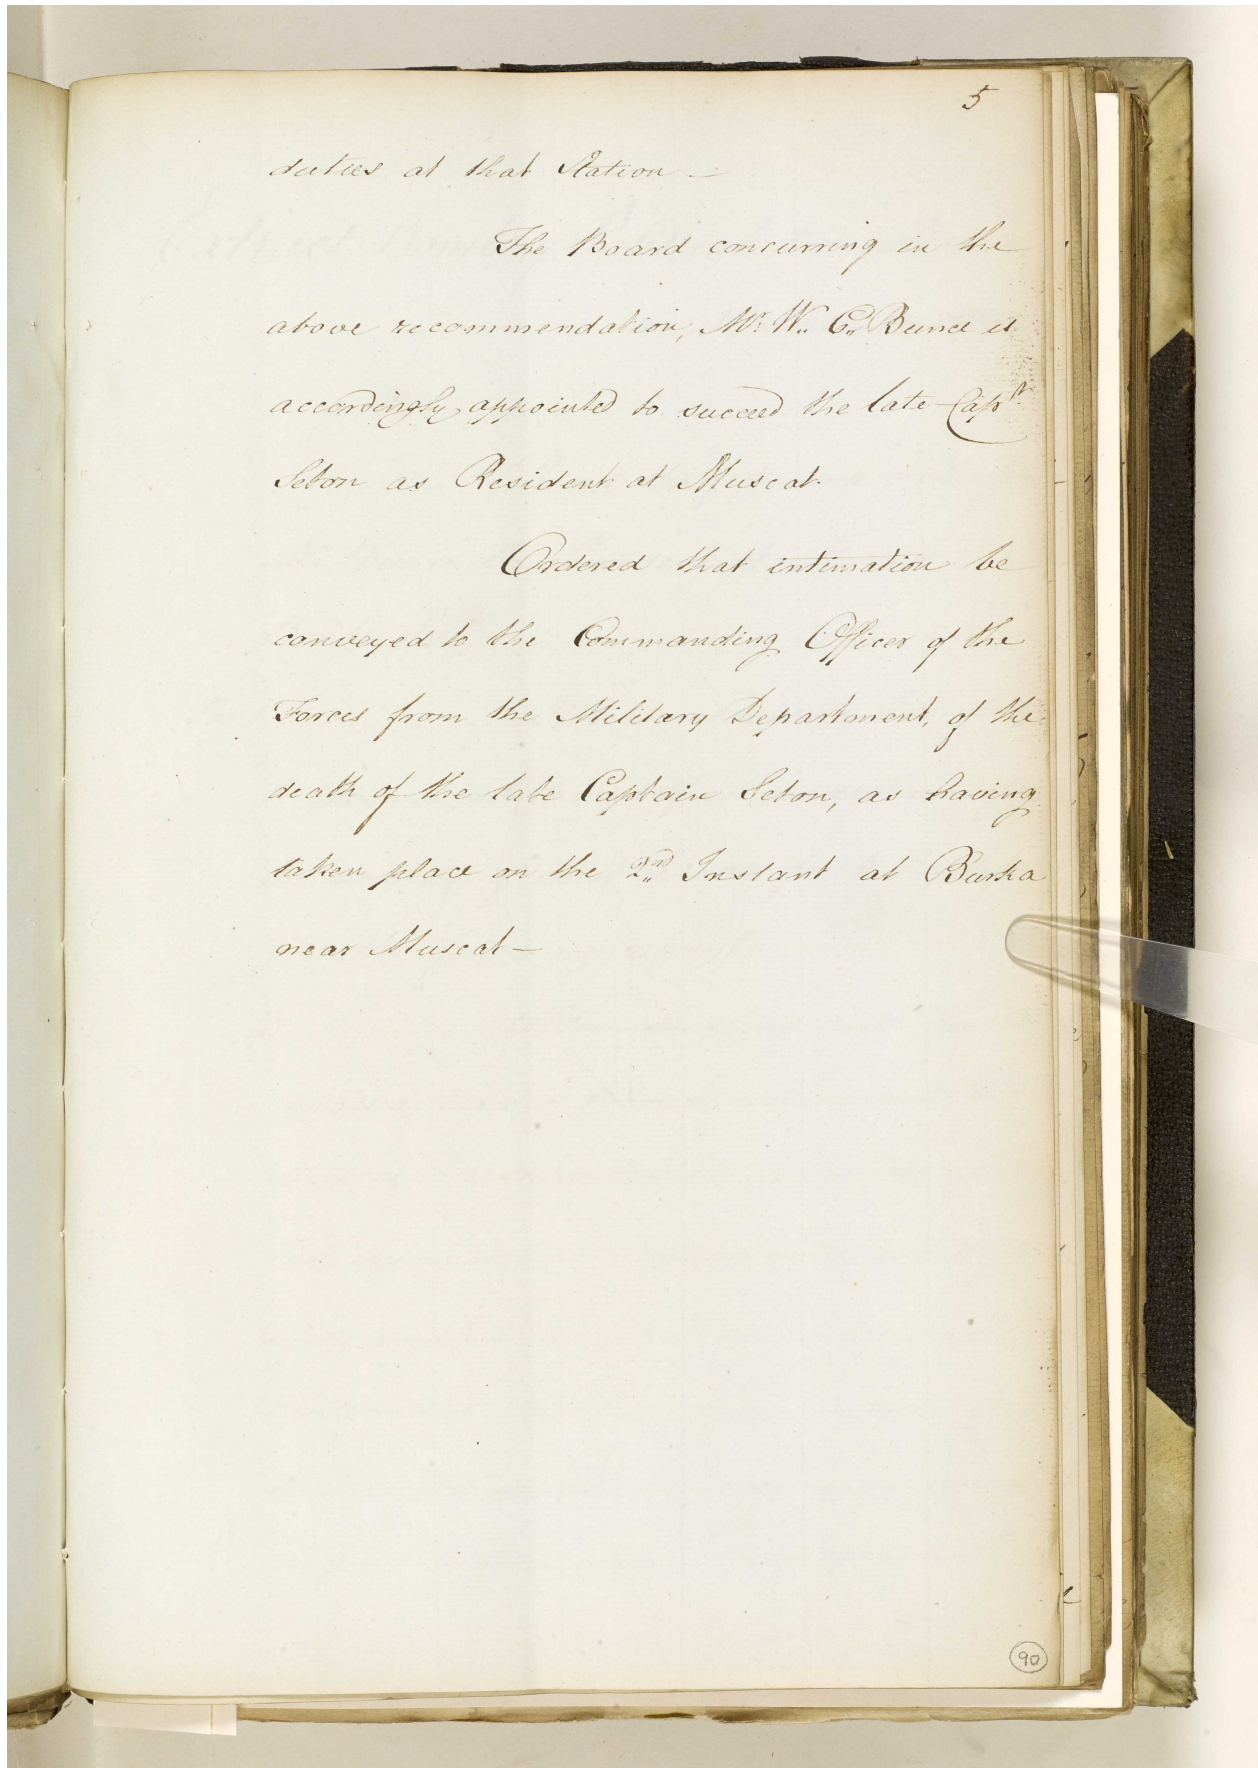 5
duties at that Station —
The Board concurring in the
above recommendation, Mr. W. C. Bunce is
accordingly appointed to succeed the late Capn.
Seton as Resident at Muscat.
Ordered that intimation be
conveyed to the Commanding Officer of the
Forces from the Military Department, of the
death of the late Captain Seton, as having
taken place on the 2nd. Instant at Burka
near Muscat —
90